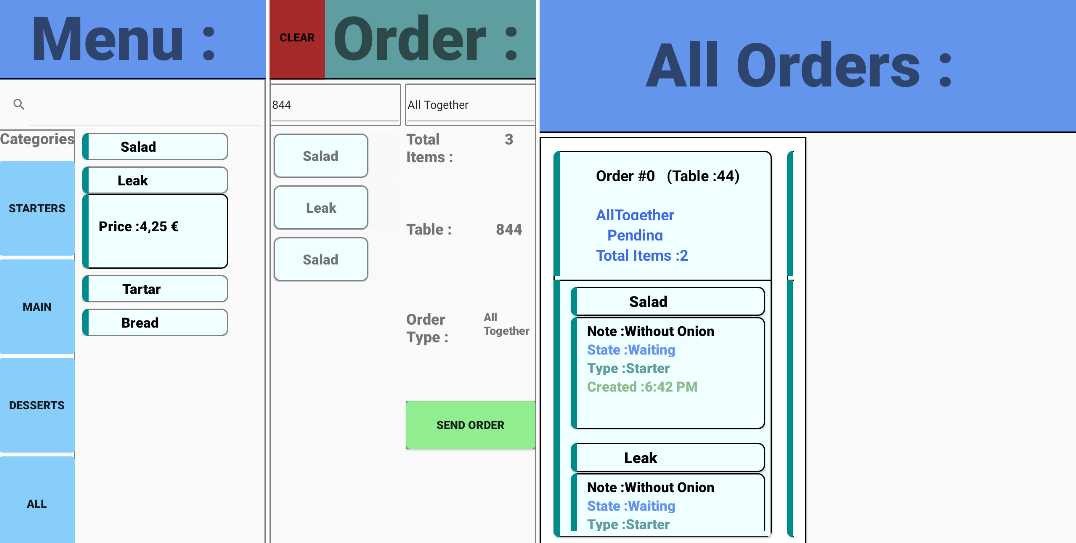 Menu :
Categories
STARTERS
MAIN
DESSERTS
ALL
Salad
Leak
Price :4,25 €
Tartar
Bread
CLEAR
Order :
844
All Together
Salad
Leak
Salad
Total
Items :
3
Table :
844
Order
Type :
All
Together
SEND ORDER
All Orders :
Order #0 (Table :44)
AllTogether
Pending
Total Items :2
Salad
Note :Without Onion
State :Waiting
Type :Starter
Created :6:42 PM
Leak
Note :Without Onion
State :Waiting
Type :Starter